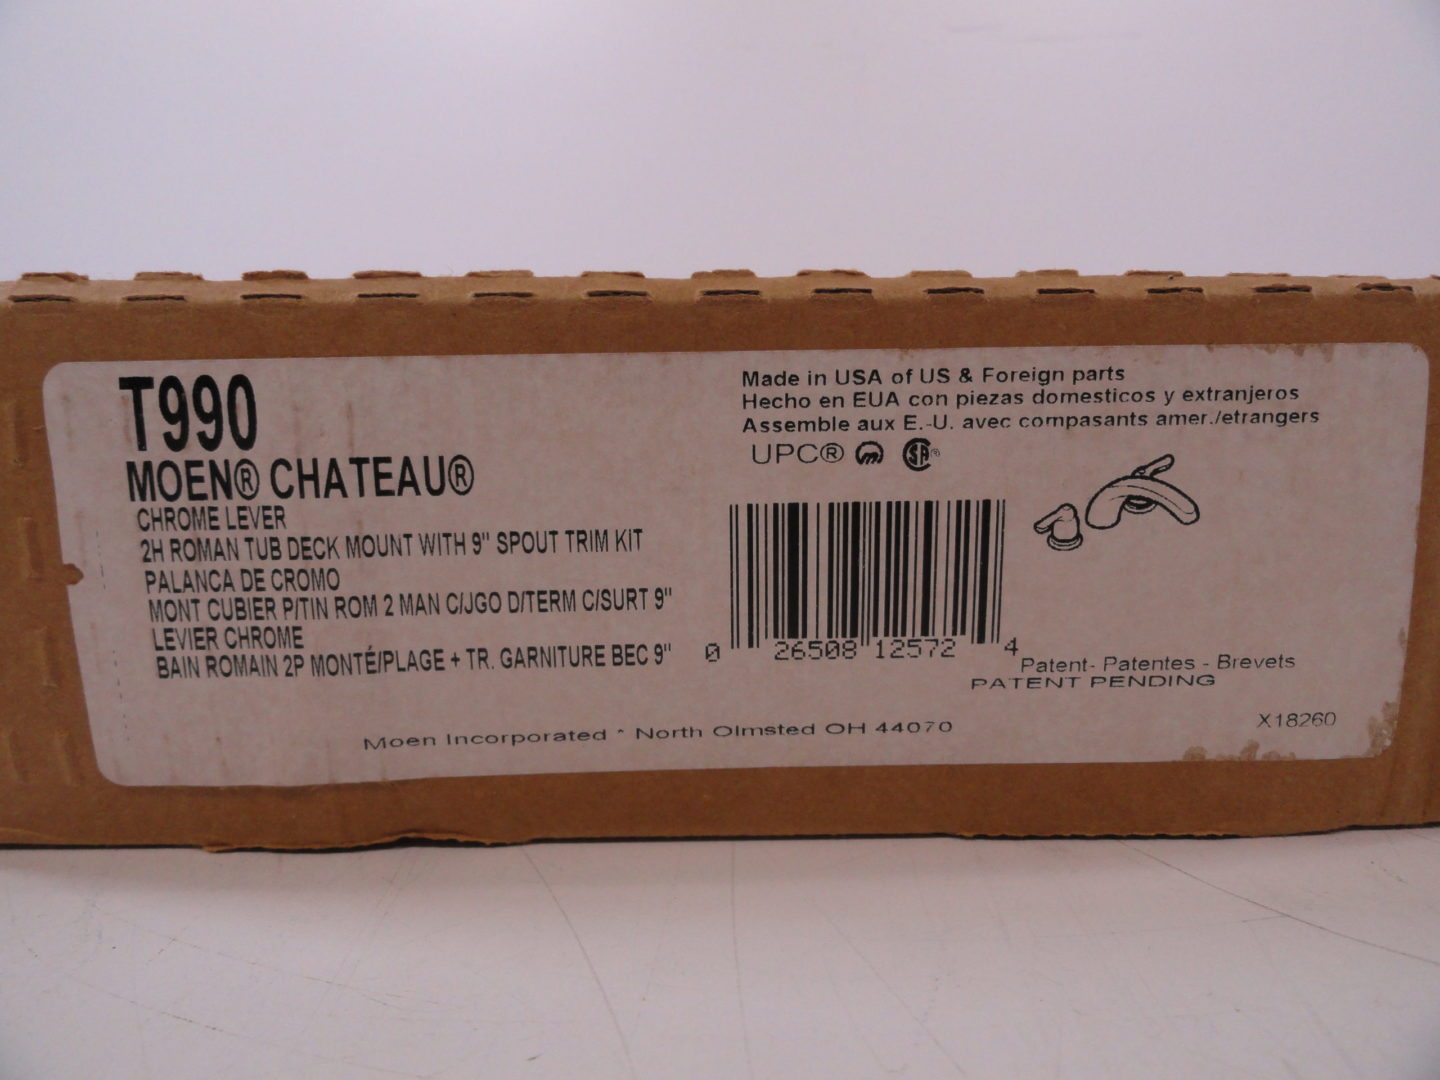 T990
MOEN® CHATEAU®
CHROME LEVER
2H ROMAN TUB DECK MOUNT WITH 9" SPOUT TRIM KIT
PALANCA DE CROMO
MONT CUBIER P/TIN ROM 2 MAN C/JGO D/TERM C/SURT 9"
LEVIER CHROME
BAIN ROMAIN 2P MONTÉ/PLAGE + TR. GARNITURE BEC 9"
Made in USA of US & Foreign parts
Hecho en EUA con piezas domesticos y extranjeros
Assemble aux E.-U. avec compasants amer./etrangers
UPC® SA®
0 26508 12572 4
Patent- Patentes - Brevets
PATENT PENDING
X18260
Moen Incorporated * North Olmsted OH 44070